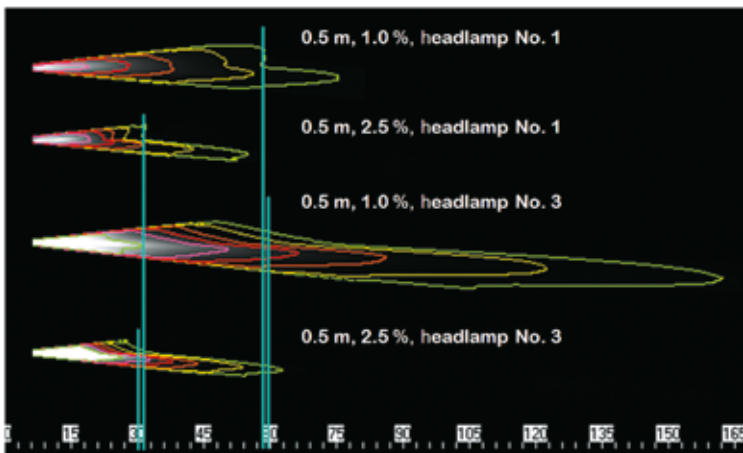 0.5 m, 1.0 %, headlamp No. 1
0.5 m, 2.5 %, headlamp No. 1
0.5 m, 1.0 %, headlamp No. 3
0.5 m, 2.5 %, headlamp No. 3
0 15 30 45 60 75 90 105 120 135 150 165